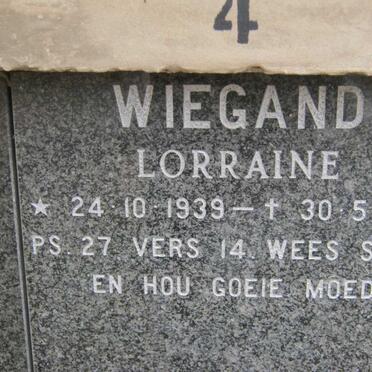 4
WIEGAND
LORRAINE
★ 24·10·1939 – † 30·5
PS. 27 VERS 14. WEES S
EN HOU GOEIE MOED